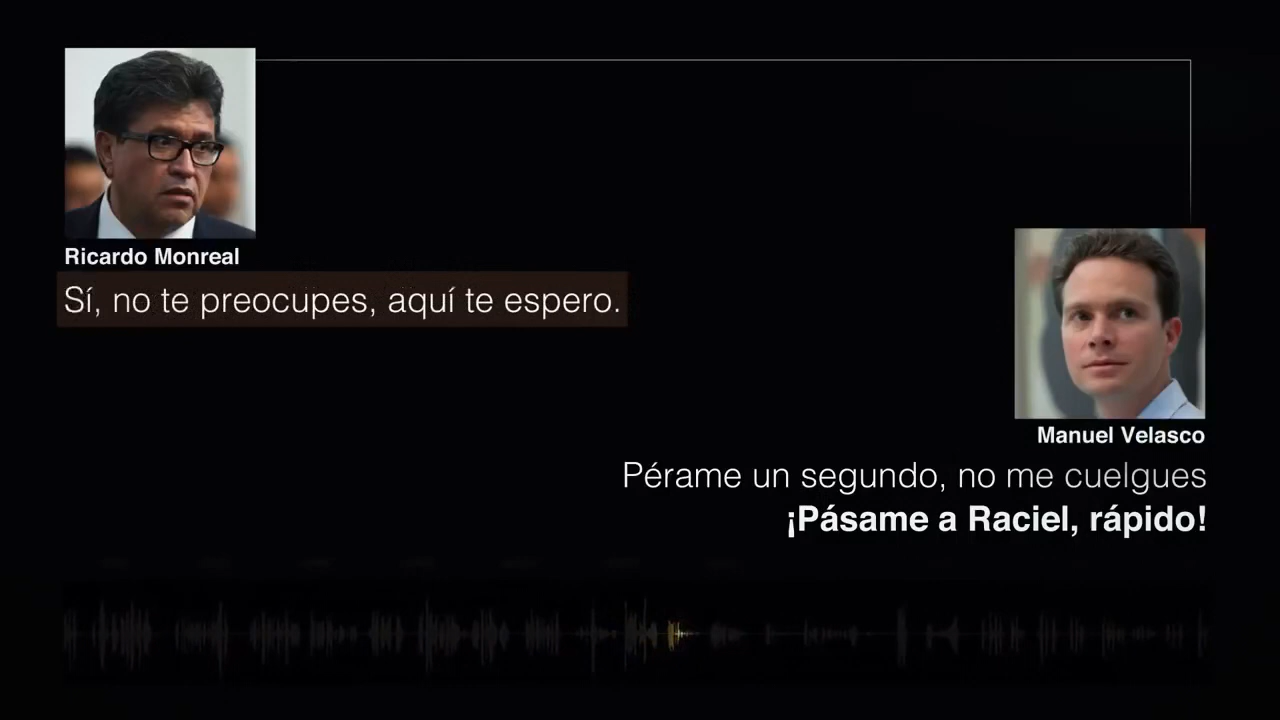 Ricardo Monreal
Sí, no te preocupes, aquí te espero.
Manuel Velasco
Pérame un segundo, no me cuelgues
¡Pásame a Raciel, rápido!